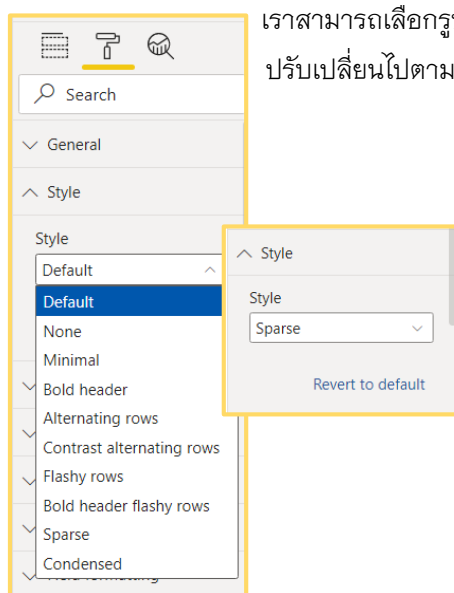 เราสามารถเลือกรูป
ปรับเปลี่ยนไปตาม
Search
General
Style
Style
Default
Default
None
Minimal
Bold header
Alternating rows
Contrast alternating rows
Flashy rows
Bold header flashy rows
Sparse
Condensed
Style
Style
Sparse
Revert to default